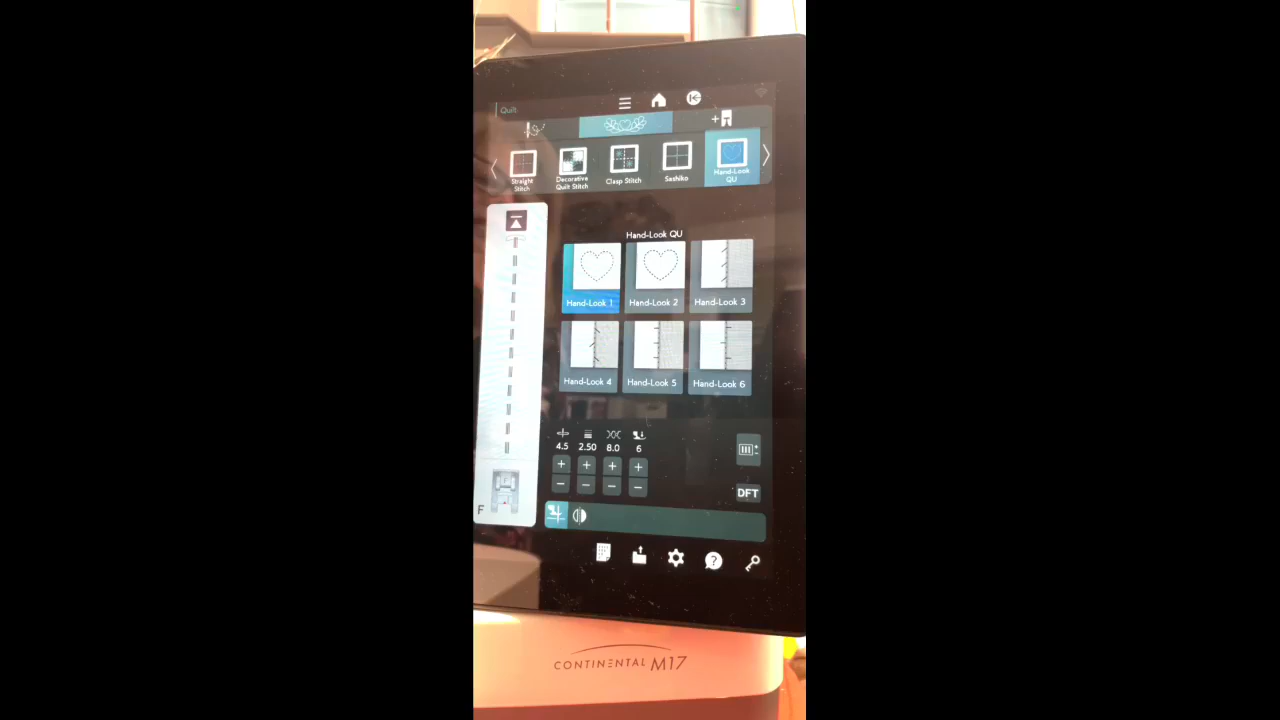 Quilt
Straight Stitch
Decorative Quilt Stitch
Clasp Stitch
Sashiko
Hand-Look QU
Hand-Look QU
Hand-Look 1
Hand-Look 2
Hand-Look 3
Hand-Look 4
Hand-Look 5
Hand-Look 6
4.5 2.50 8.0 6
+ + + +
− − − −
DFT
F
CONTINENTAL M17